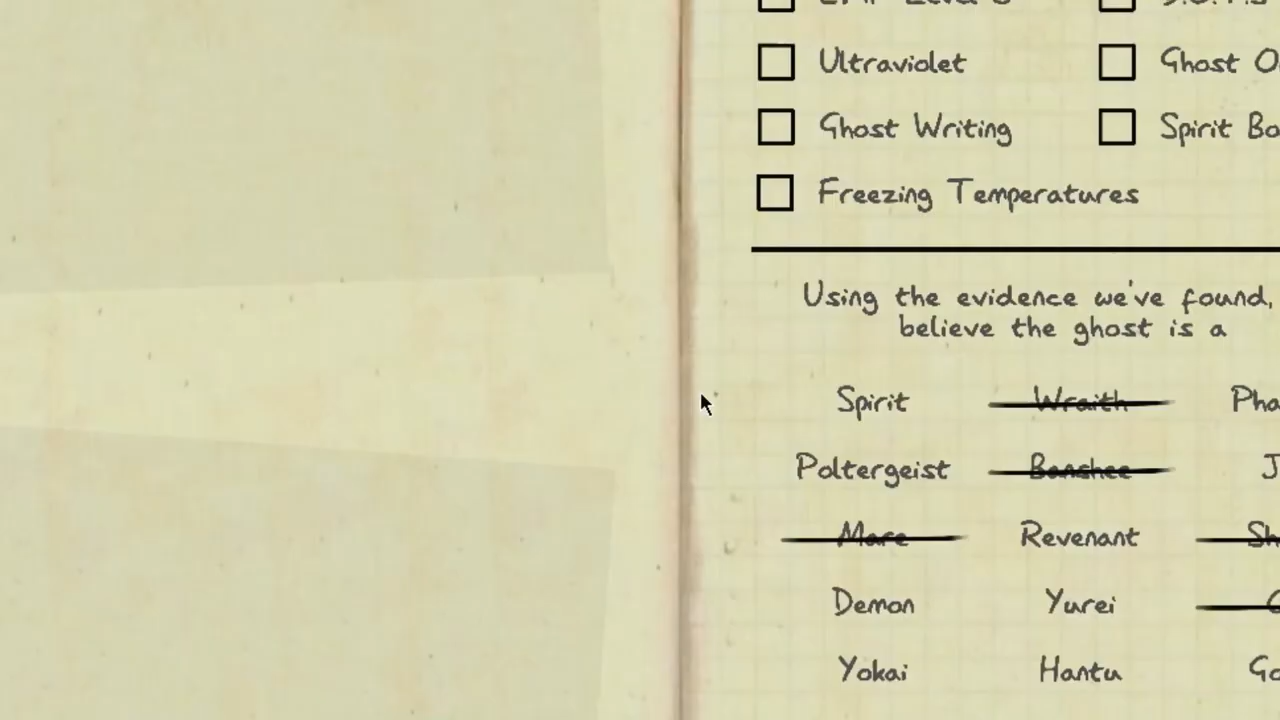 Ultraviolet Ghost
Ghost Writing Spirit
Freezing Temperatures
Using the evidence we've found,
believe the ghost is a
Spirit Wraith
Poltergeist Banshee
Mare Revenant
Demon Yurei
Yokai Hantu